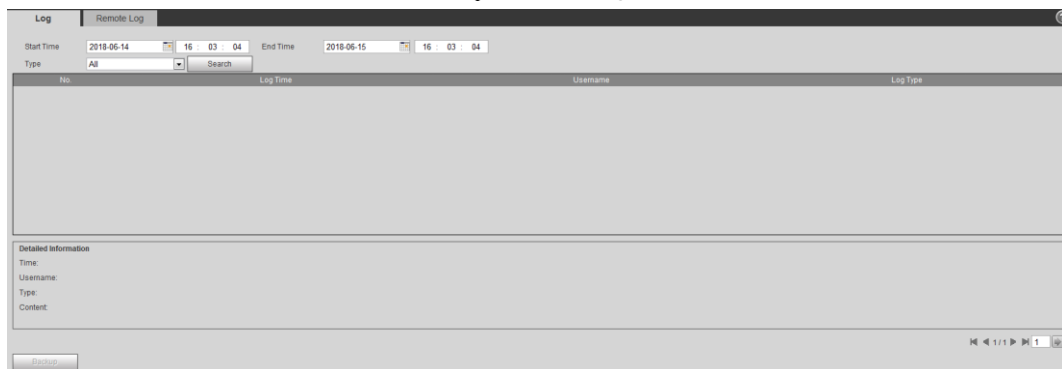 Log Remote Log
Start Time 2018-06-14 16 : 03 : 04 End Time 2018-06-15 16 : 03 : 04
Type All Search
No. Log Time Username Log Type
Detailed Information
Time:
Username:
Type:
Content:
1/1 1
Backup